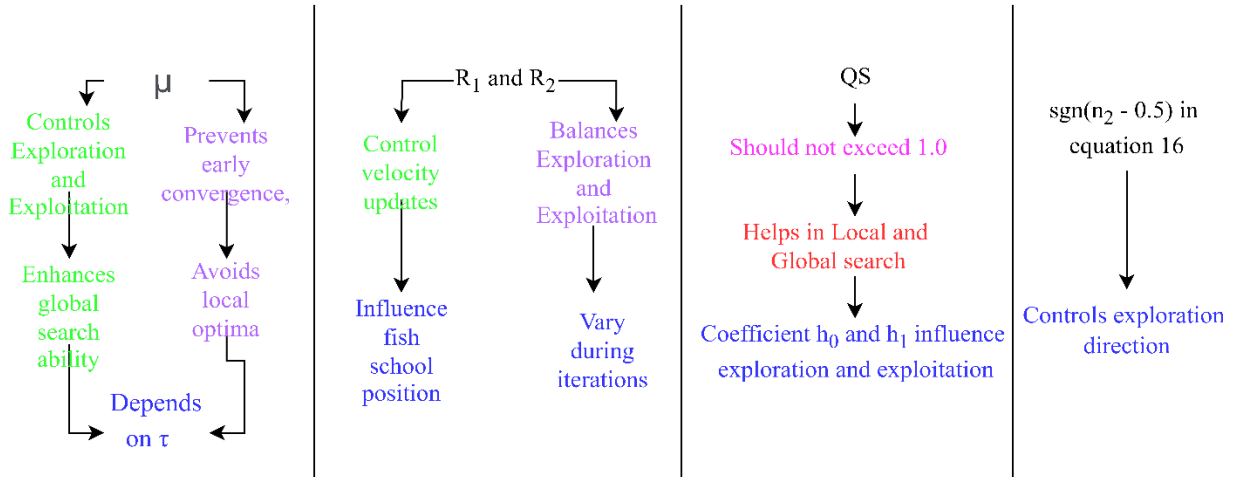 μ
Controls
Exploration
and
Exploitation
Enhances
global
search
ability
Prevents
early
convergence,
Avoids
local
optima
Depends
on τ
R₁ and R₂
Control
velocity
updates
Influence
fish
school
position
Balances
Exploration
and
Exploitation
Vary
during
iterations
QS
Should not exceed 1.0
Helps in Local and
Global search
Coefficient h₀ and h₁ influence
exploration and exploitation
sgn(n₂ - 0.5) in
cquation 16
Controls exploration
direction